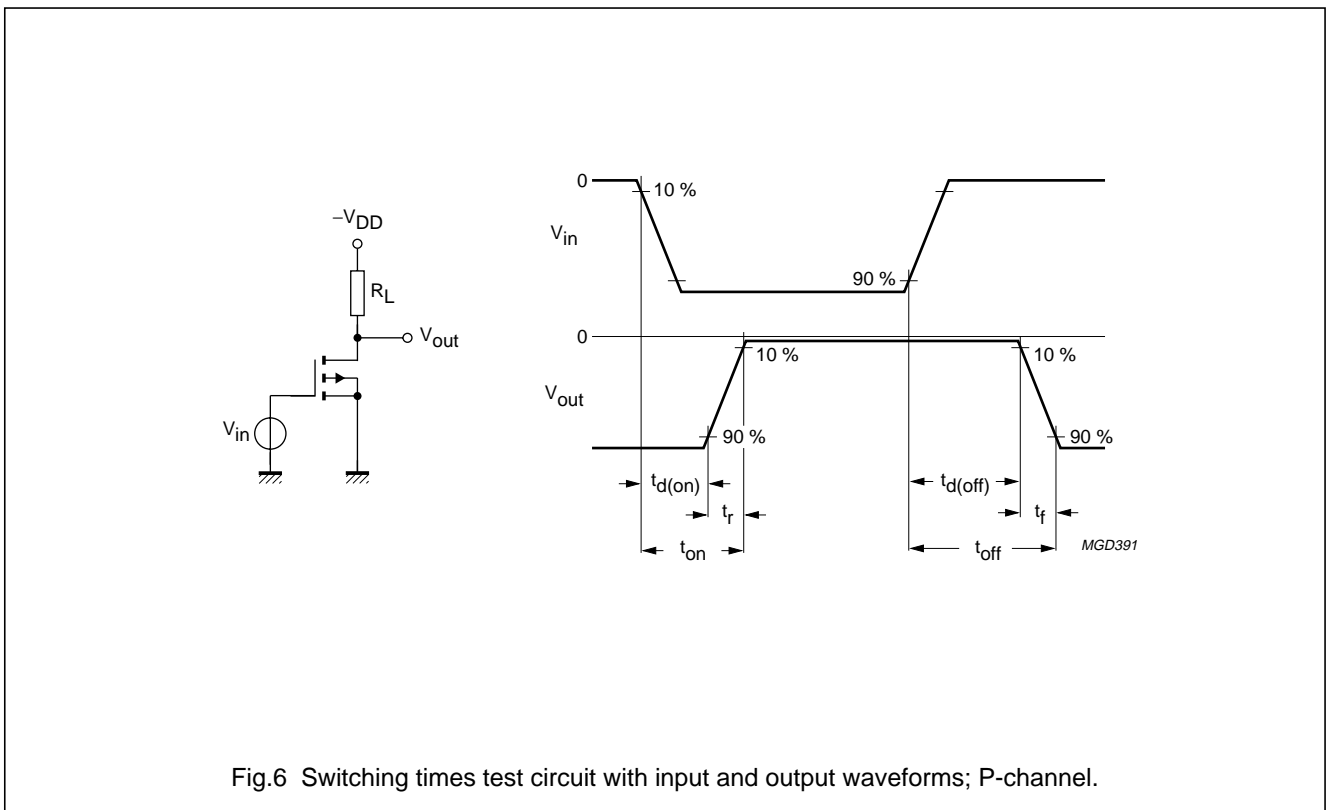 −VDD
RL
Vout
Vin
0
10 %
Vin
90 %
0
10 %
10 %
Vout
90 %
90 %
td(on)
td(off)
tr
tf
ton
toff
MGD391
Fig.6 Switching times test circuit with input and output waveforms; P-channel.